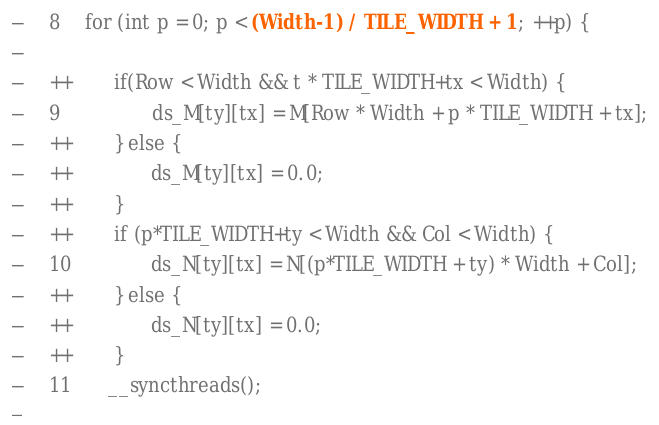 – 8 for (int p = 0; p < (Width-1) / TILE_WIDTH + 1; ++p) {
–
– ++ if(Row < Width && t * TILE_WIDTH+tx < Width) {
– 9 ds_M[ty][tx] = M[Row * Width + p * TILE_WIDTH + tx];
– ++ } else {
– ++ ds_M[ty][tx] = 0.0;
– ++ }
– ++ if (p*TILE_WIDTH+ty < Width && Col < Width) {
– 10 ds_N[ty][tx] = N[(p*TILE_WIDTH + ty) * Width + Col];
– ++ } else {
– ++ ds_N[ty][tx] = 0.0;
– ++ }
– 11 __syncthreads();
–